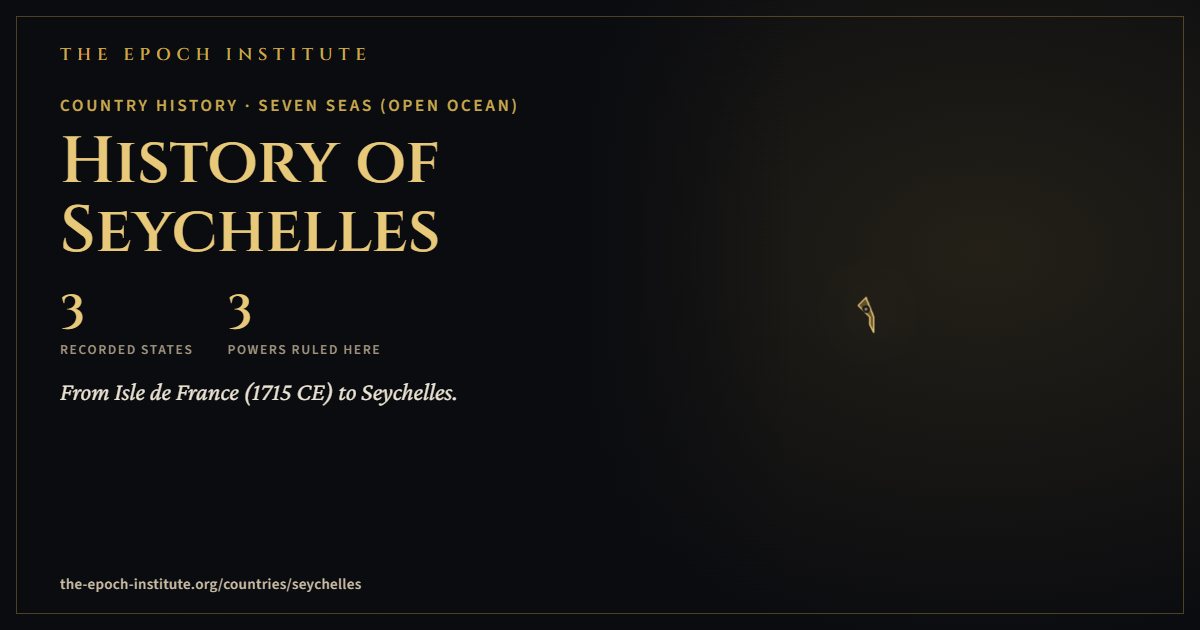 THE EPOCH INSTITUTE
COUNTRY HISTORY · SEVEN SEAS (OPEN OCEAN)
History of
Seychelles
3 3
RECORDED STATES POWERS RULED HERE
From Isle de France (1715 CE) to Seychelles.
the-epoch-institute.org/countries/seychelles